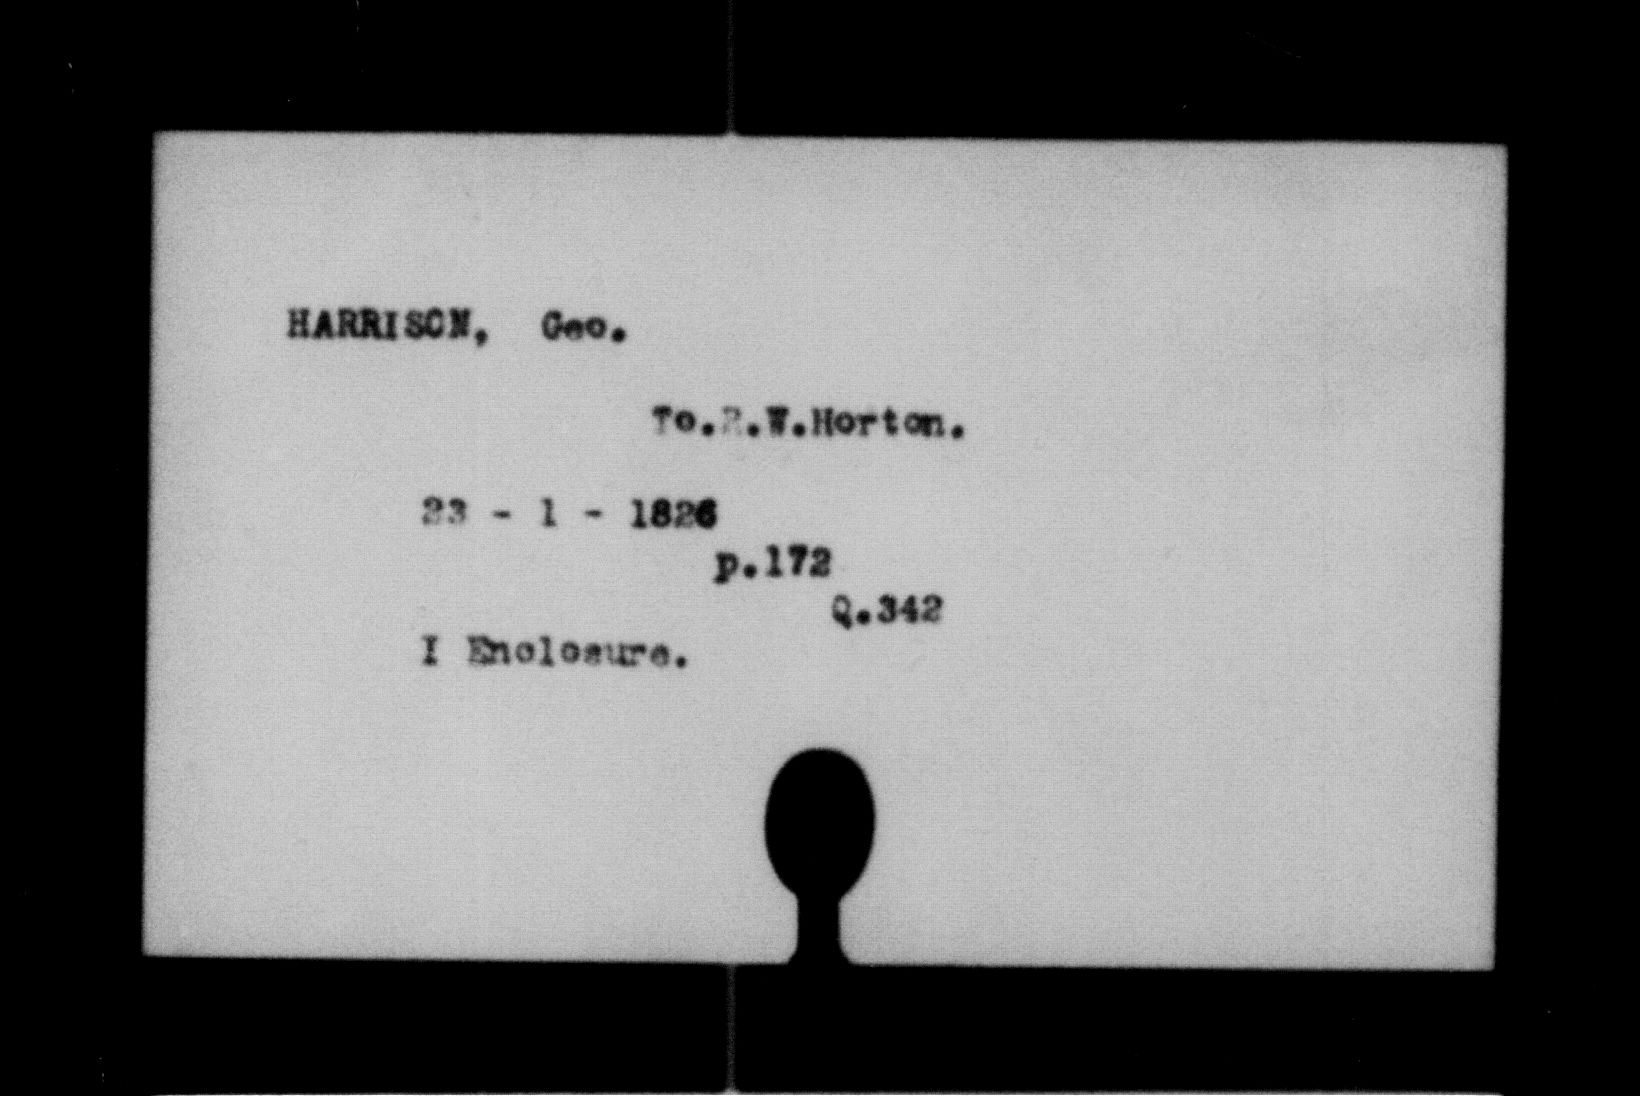 HARRISON, Geo.
To.R.W.Horton.
23 - 1 - 1826
p.172
Q.342
I Enclosure.